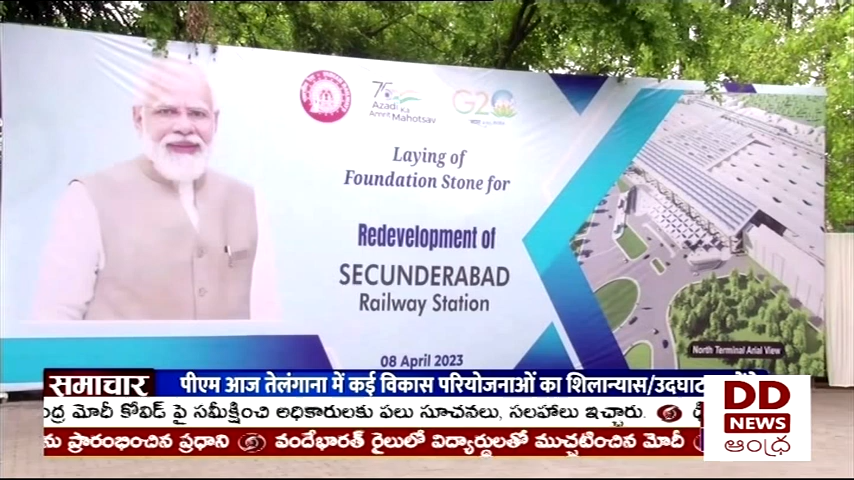 75
Azadi Ka
Amrit Mahotsav
G20
Laying of
Foundation Stone for
Redevelopment of
SECUNDERABAD
Railway Station
08 April 2023
North Terminal Arial View
समाचार
पीएम आज तेलंगाना में कई विकास परियोजनाओं का शिलान्यास/उदघाट
మోదీ కోవిడ్ పై సమీక్షించి అధికారులకు పలు సూచనలు, సలహాలు ఇచ్చారు.
ను ప్రారంభించిన ప్రధాని వందేభారత్ రైలులో విద్యార్థులతో ముచ్చటించిన మోదీ
DD
NEWS
ఆంధ్ర